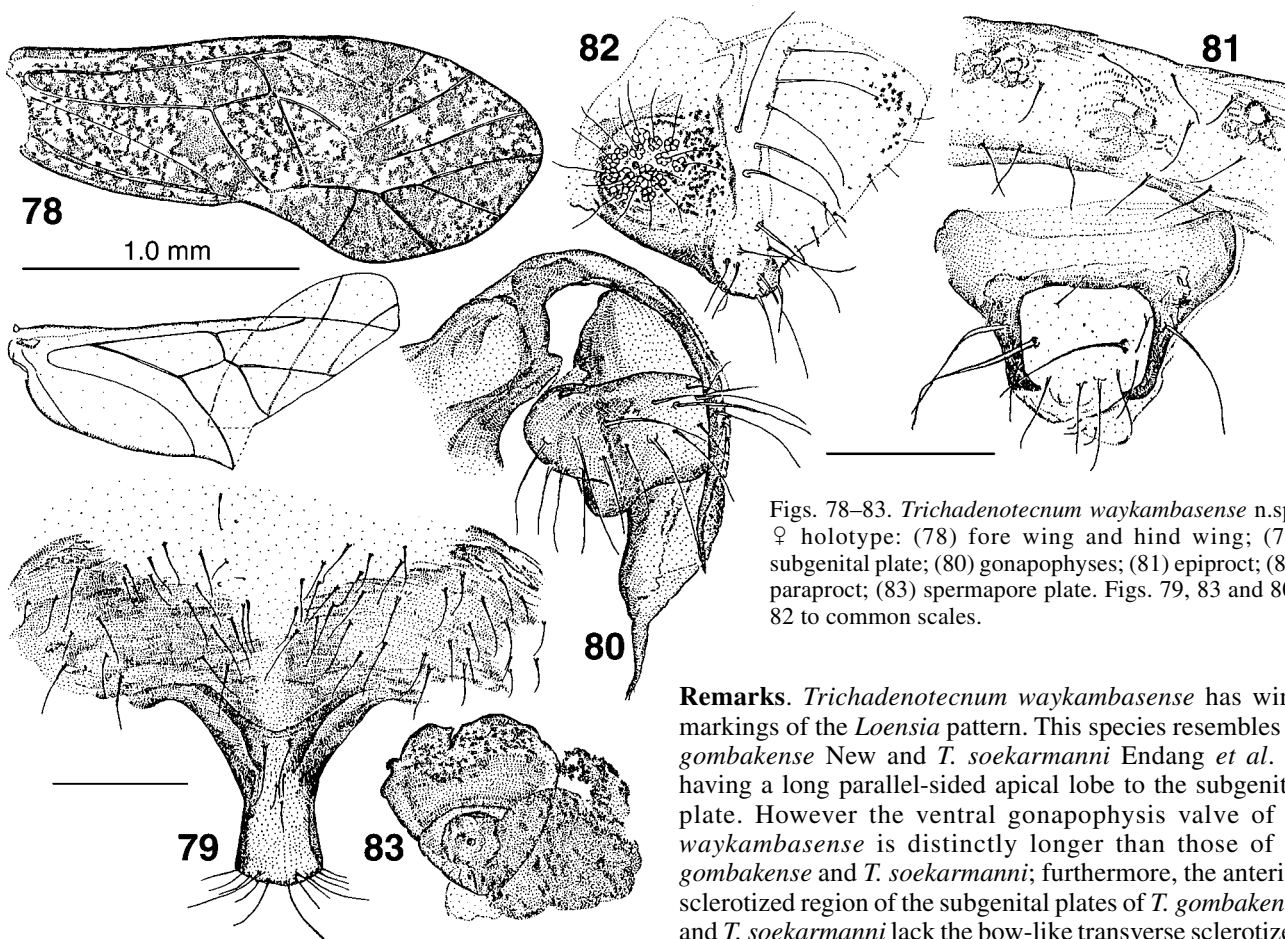 82
81
78
1.0 mm
80
79
83
Figs. 78–83. Trichadenotecnum waykambasense n.sp
♀ holotype: (78) fore wing and hind wing; (7
subgenital plate; (80) gonapophyses; (81) epiproct; (8
paraproct; (83) spermapore plate. Figs. 79, 83 and 80
82 to common scales.
Remarks. Trichadenotecnum waykambasense has win
markings of the Loensia pattern. This species resembles
gombakense New and T. soekarmanni Endang et al.
having a long parallel-sided apical lobe to the subgenit
plate. However the ventral gonapophysis valve of
waykambasense is distinctly longer than those of
gombakense and T. soekarmanni; furthermore, the anteri
sclerotized region of the subgenital plates of T. gombaken
and T. soekarmanni lack the bow-like transverse sclerotize